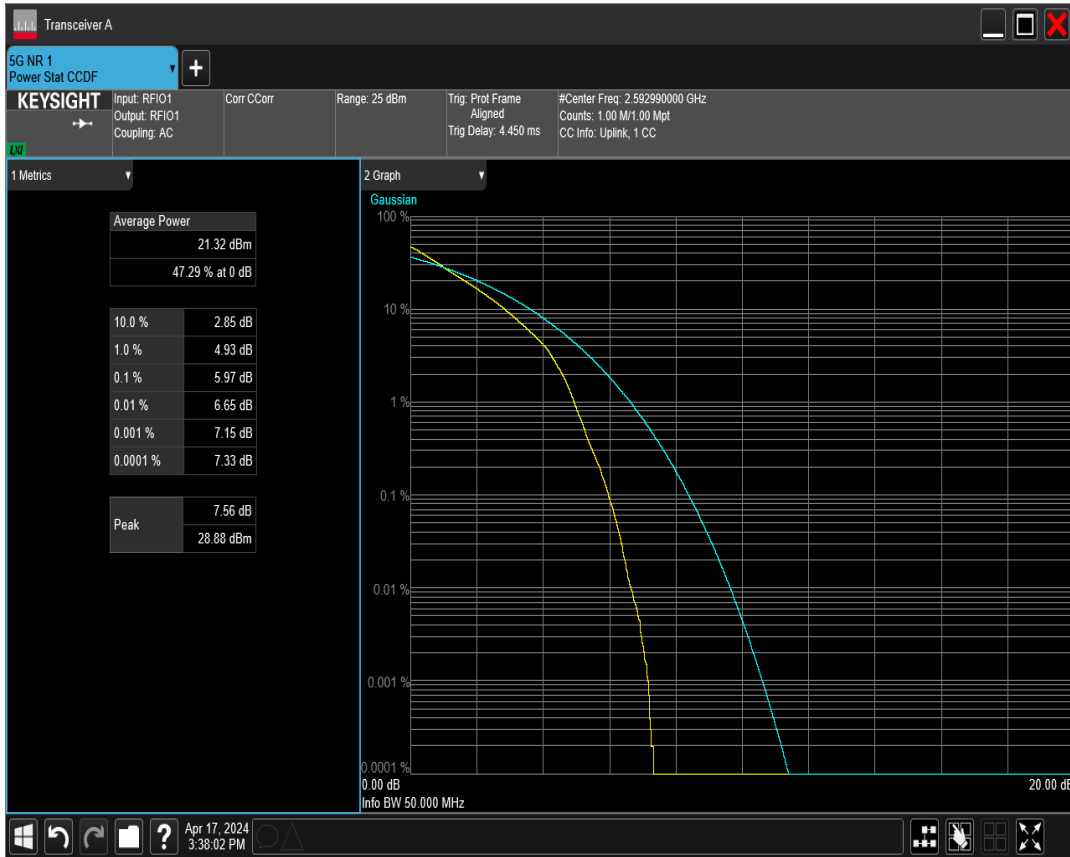 Transceiver A
5G NR 1
Power Stat CCDF
+
KEYSIGHT
LXI
Input: RFIO1
Output: RFIO1
Coupling: AC
Corr CCorr
Range: 25 dBm
Trig: Prot Frame
Aligned
Trig Delay: 4.450 ms
#Center Freq: 2.592990000 GHz
Counts: 1.00 M/1.00 Mpt
CC Info: Uplink, 1 CC
1 Metrics
Average Power
21.32 dBm
47.29 % at 0 dB
10.0 % 2.85 dB
1.0 % 4.93 dB
0.1 % 5.97 dB
0.01 % 6.65 dB
0.001 % 7.15 dB
0.0001 % 7.33 dB
Peak
7.56 dB
28.88 dBm
2 Graph
Gaussian
100 %
10 %
1 %
0.1 %
0.01 %
0.001 %
0.0001 %
0.00 dB
20.00 dB
Info BW 50.000 MHz
?
Apr 17, 2024
3:38:02 PM